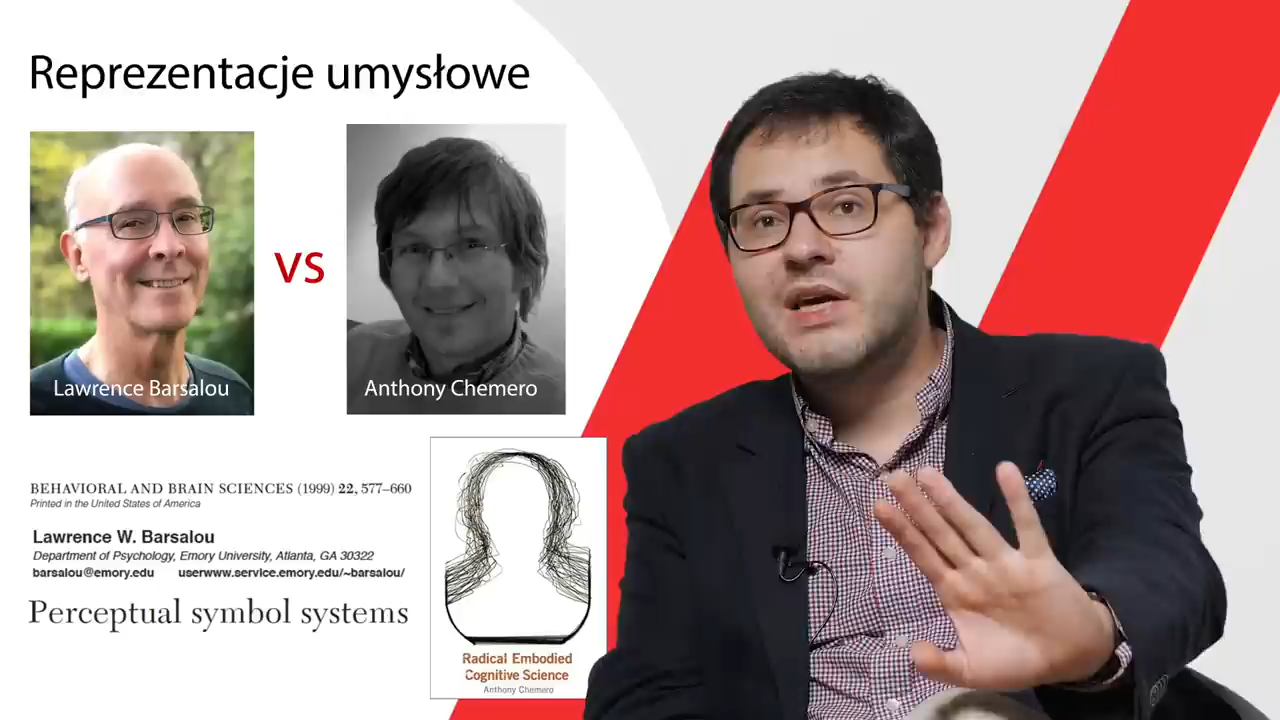 Reprezentacje umysłowe
Lawrence Barsalou
vs
Anthony Chemero
BEHAVIORAL AND BRAIN SCIENCES (1999) 22, 577–660
Printed in the United States of America
Lawrence W. Barsalou
Department of Psychology, Emory University, Atlanta, GA 30322
barsalou@emory.edu userwww.service.emory.edu/~barsalou/
Perceptual symbol systems
Radical Embodied
Cognitive Science
Anthony Chemero